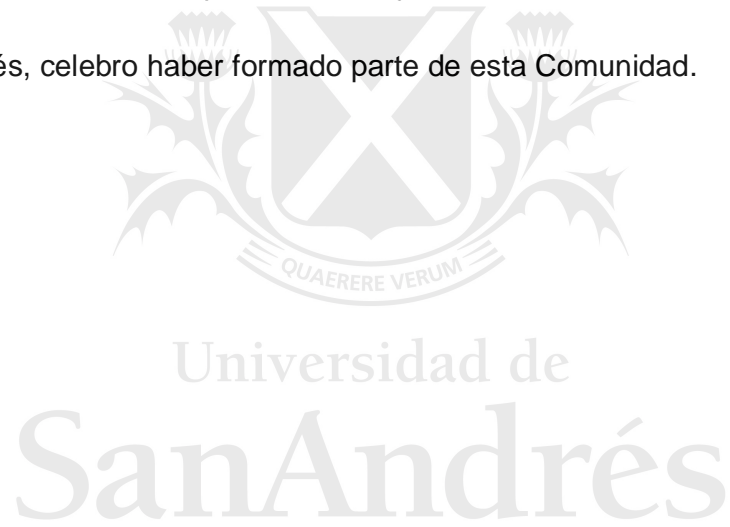 és, celebro haber formado parte de esta Comunidad.
QUAERERE VERUM
Universidad de
SanAndrés